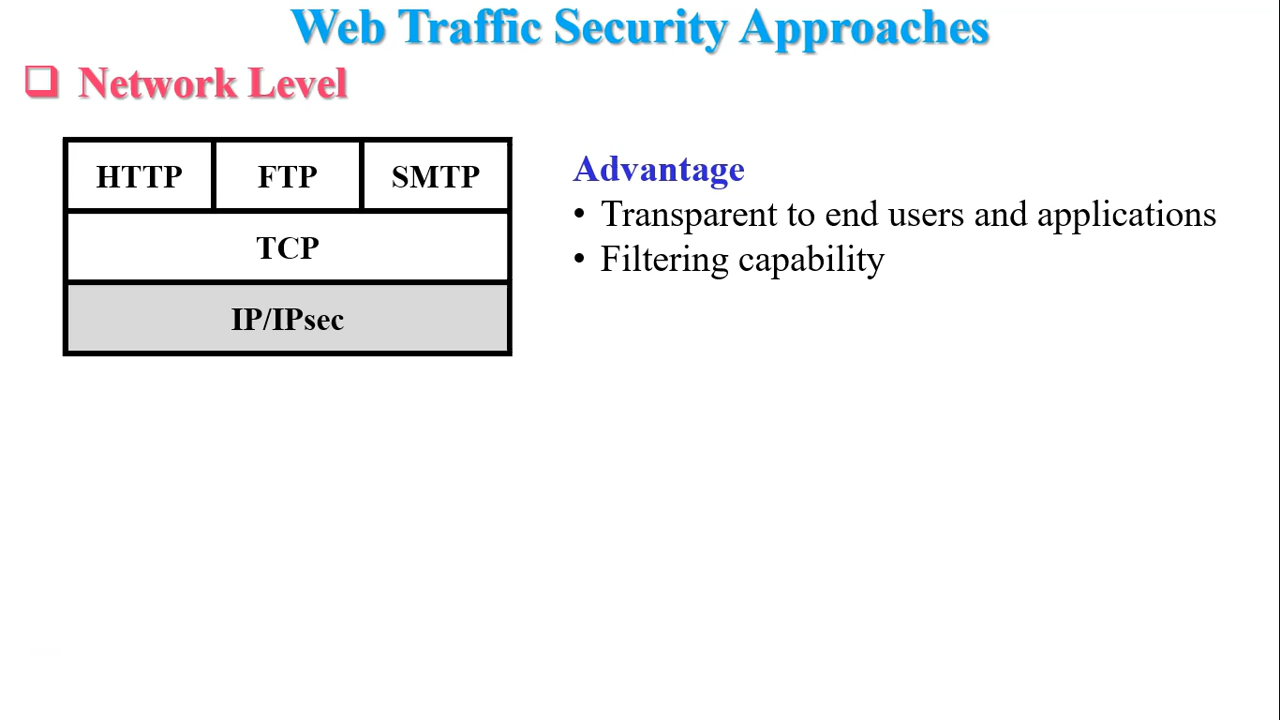 Web Traffic Security Approaches
❑ Network Level
HTTP FTP SMTP
TCP
IP/IPsec
Advantage
• Transparent to end users and applications
• Filtering capability